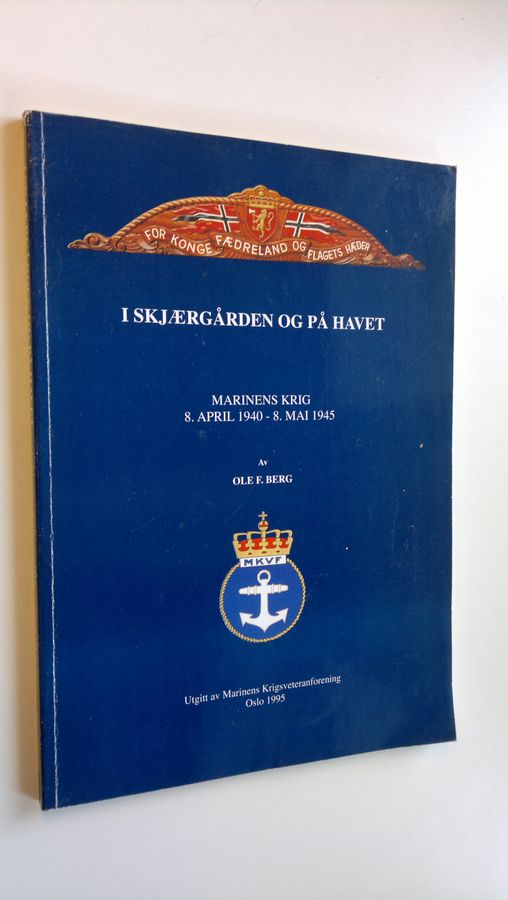 FOR KONGE FÆDRELAND OG FLAGETS HÆDER
I SKJÆRGÅRDEN OG PÅ HAVET
MARINENS KRIG
8. APRIL 1940 - 8. MAI 1945
Av
OLE F. BERG
MKVF
Utgitt av Marinens Krigsveteranforening
Oslo 1995